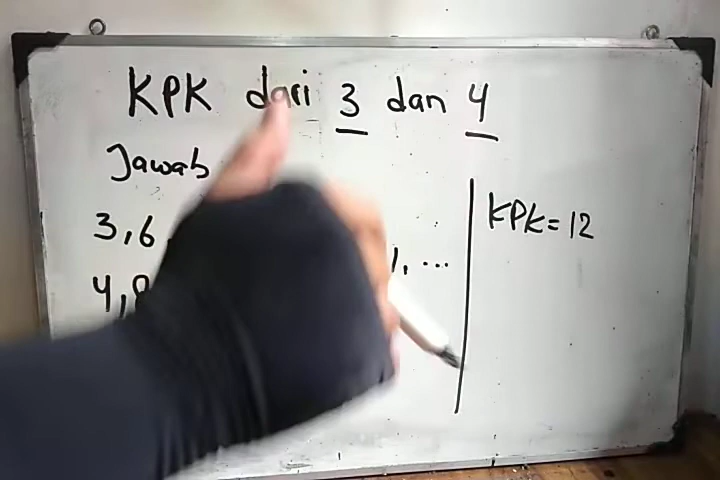 KPK dari 3 dan 4
Jawab
3, 6
4, 8
, ...
KPK = 12